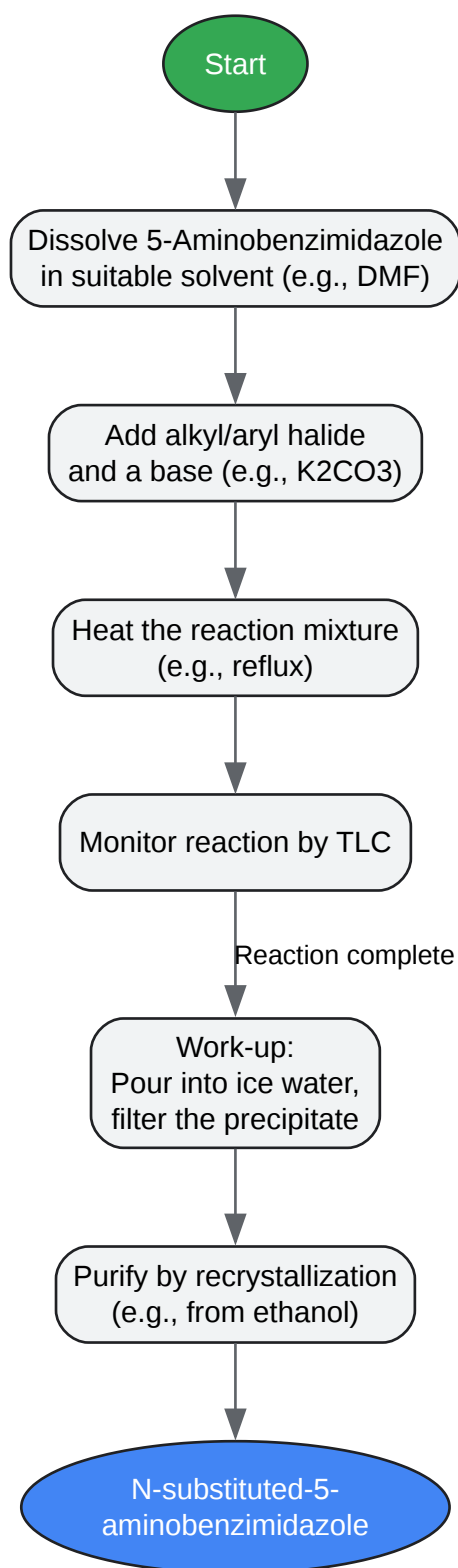 Start
Dissolve 5-Aminobenzimidazole
in suitable solvent (e.g., DMF)
Add alkyl/aryl halide
and a base (e.g., K2CO3)
Heat the reaction mixture
(e.g., reflux)
Monitor reaction by TLC
Reaction complete
Work-up:
Pour into ice water,
filter the precipitate
Purify by recrystallization
(e.g., from ethanol)
N-substituted-5-
aminobenzimidazole